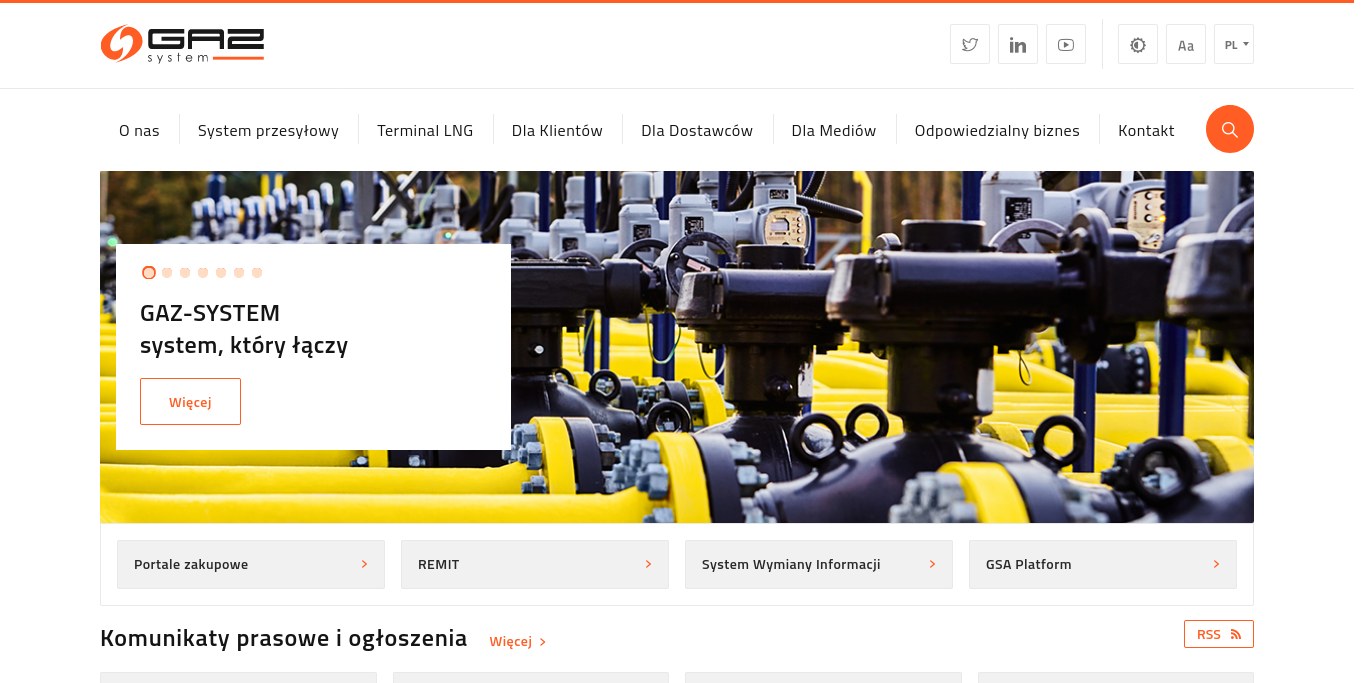 GAZ
system
Aa
PL
O nas
System przesyłowy
Terminal LNG
Dla Klientów
Dla Dostawców
Dla Mediów
Odpowiedzialny biznes
Kontakt
GAZ-SYSTEM
system, który łączy
Więcej
Portale zakupowe
REMIT
System Wymiany Informacji
GSA Platform
Komunikaty prasowe i ogłoszenia
Więcej
RSS